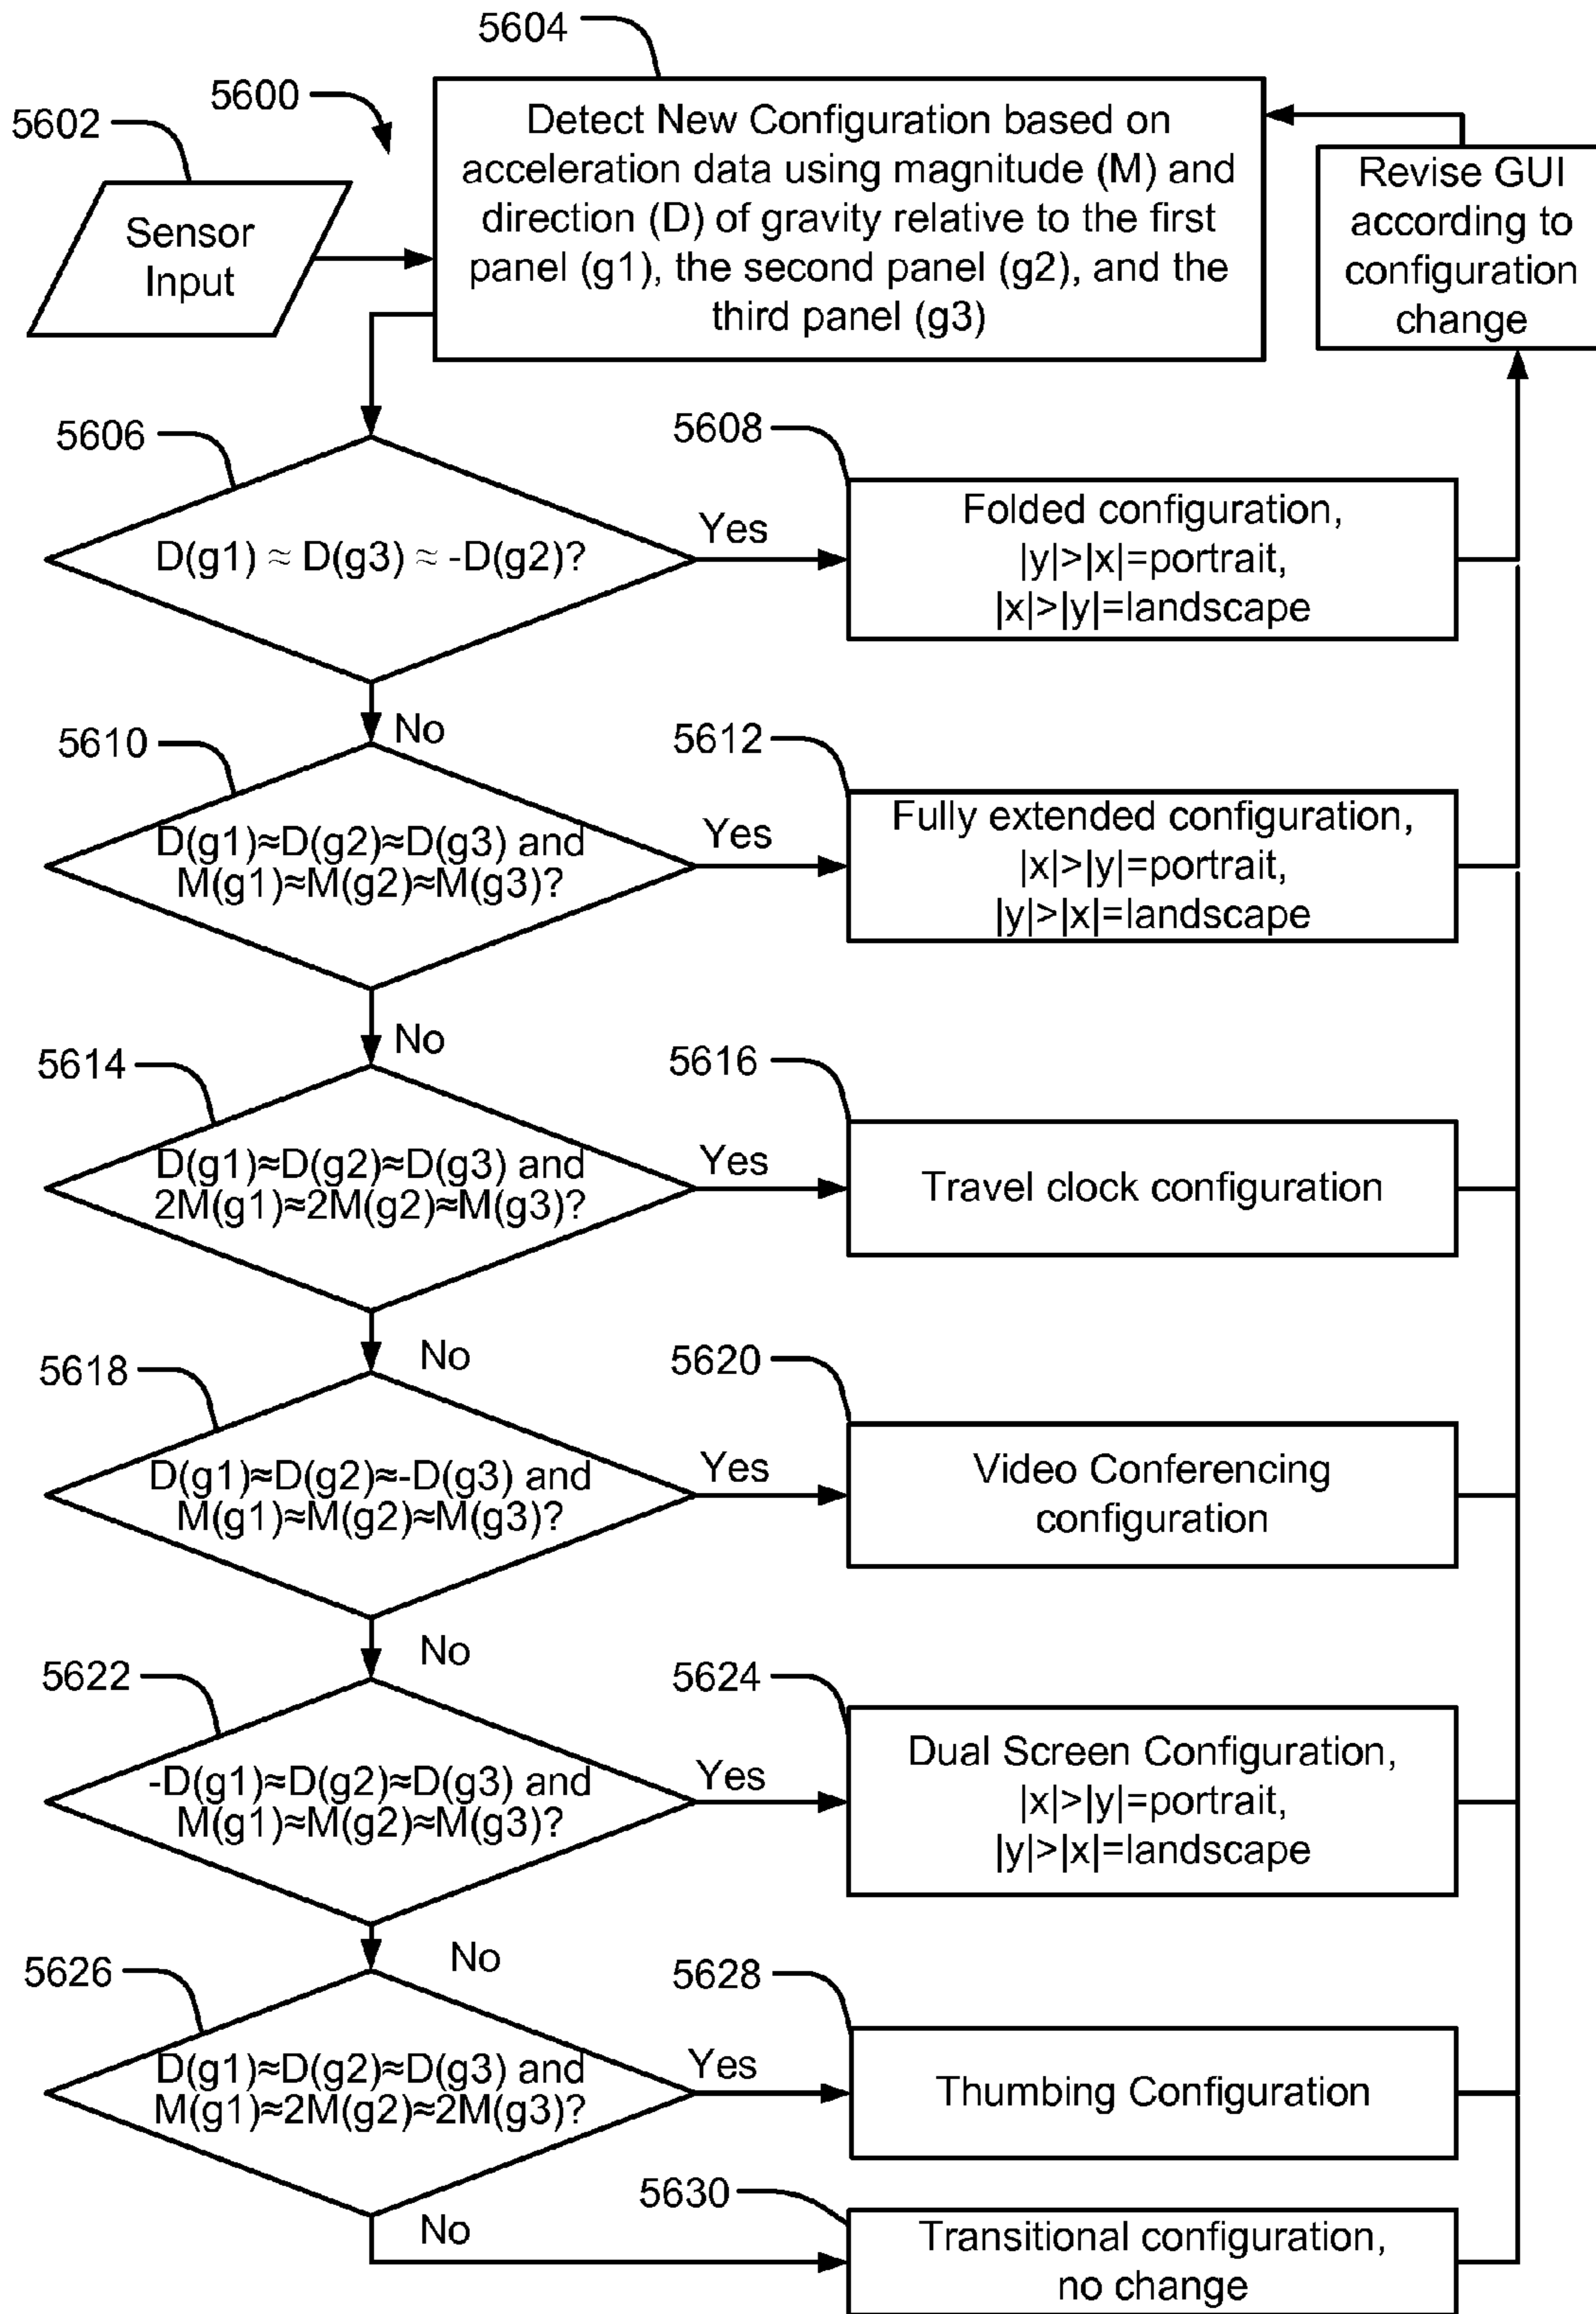 5604
5600
5602
Detect New Configuration based on
acceleration data using magnitude (M) and
direction (D) of gravity relative to the first
panel (g1), the second panel (g2), and the
third panel (g3)
Revise GUI
according to
configuration
change
Sensor
Input
5606
5608
D(g1) ≈ D(g3) ≈ -D(g2)?
Yes
Folded configuration,
|y|>|x|=portrait,
|x|>|y|=landscape
No
5610
5612
D(g1)≈D(g2)≈D(g3) and
M(g1)≈M(g2)≈M(g3)?
Yes
Fully extended configuration,
|x|>|y|=portrait,
|y|>|x|=landscape
No
5614
5616
D(g1)≈D(g2)≈D(g3) and
2M(g1)≈2M(g2)≈M(g3)?
Yes
Travel clock configuration
No
5618
5620
D(g1)≈D(g2)≈-D(g3) and
M(g1)≈M(g2)≈M(g3)?
Yes
Video Conferencing
configuration
No
5622
5624
-D(g1)≈D(g2)≈D(g3) and
M(g1)≈M(g2)≈M(g3)?
Yes
Dual Screen Configuration,
|x|>|y|=portrait,
|y|>|x|=landscape
No
5626
5628
D(g1)≈D(g2)≈D(g3) and
M(g1)≈2M(g2)≈2M(g3)?
Yes
Thumbing Configuration
No
5630
Transitional configuration,
no change